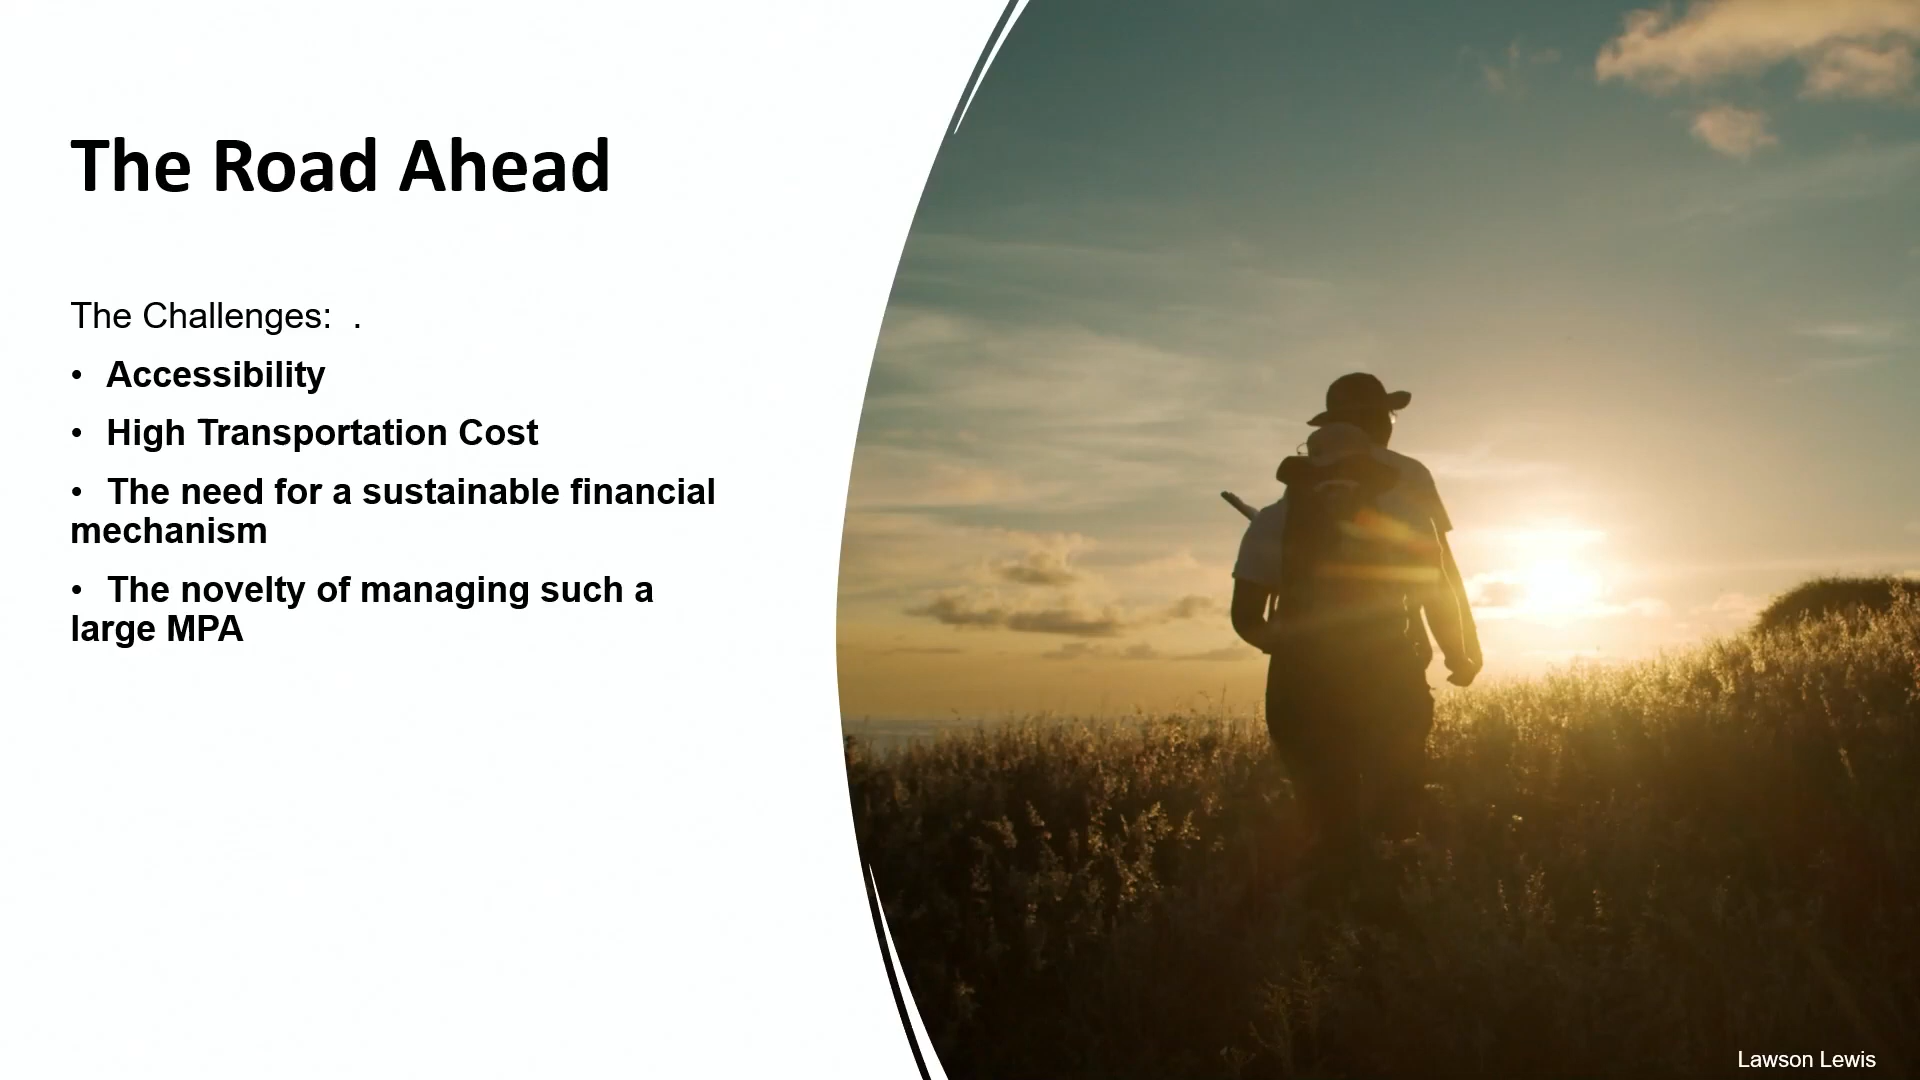 The Road Ahead
The Challenges:  .
• Accessibility
• High Transportation Cost
• The need for a sustainable financial
mechanism
• The novelty of managing such a
large MPA
Lawson Lewis